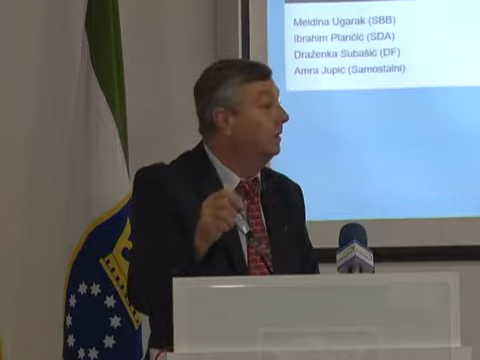 Meldina Ugarak (SBB)
Ibrahim Plančić (SDA)
Draženka Subašić (DF)
Amra Jupić (Samostalni)